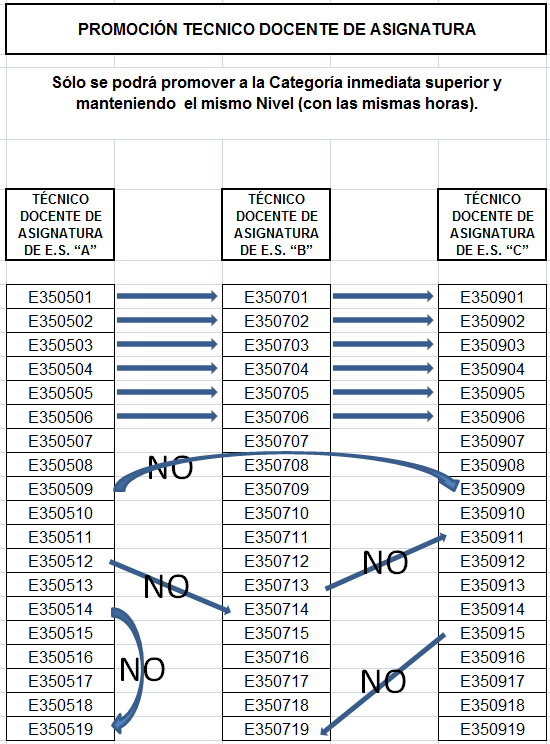 PROMOCIÓN TECNICO DOCENTE DE ASIGNATURA
Sólo se podrá promover a la Categoría inmediata superior y
manteniendo el mismo Nivel (con las mismas horas).
TÉCNICO
DOCENTE DE
ASIGNATURA
DE E.S. “A”
TÉCNICO
DOCENTE DE
ASIGNATURA
DE E.S. “B”
TÉCNICO
DOCENTE DE
ASIGNATURA
DE E.S. “C”
E350501 E350701 E350901
E350502 E350702 E350902
E350503 E350703 E350903
E350504 E350704 E350904
E350505 E350705 E350905
E350506 E350706 E350906
E350507 E350707 E350907
E350508 NO E350708 E350908
E350509 E350709 E350909
E350510 E350710 E350910
E350511 E350711 E350911
E350512 E350712 NO E350912
E350513 NO E350713 E350913
E350514 E350714 E350914
E350515 E350715 E350915
E350516 E350716 E350916
E350517 NO E350717 NO E350917
E350518 E350718 E350918
E350519 E350719 E350919